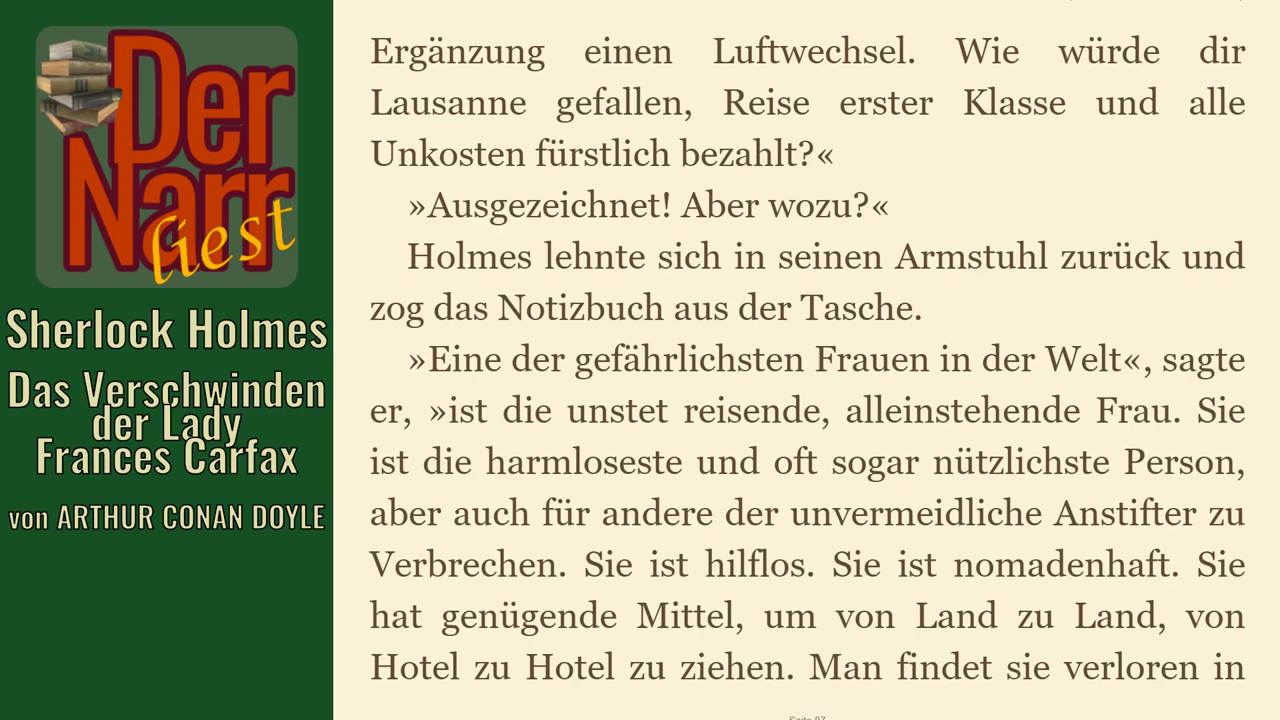 Der
Narr
liest
Sherlock Holmes
Das Verschwinden
der Lady
Frances Carfax
von ARTHUR CONAN DOYLE
Ergänzung einen Luftwechsel. Wie würde dir
Lausanne gefallen, Reise erster Klasse und alle
Unkosten fürstlich bezahlt?«
»Ausgezeichnet! Aber wozu?«
Holmes lehnte sich in seinen Armstuhl zurück und
zog das Notizbuch aus der Tasche.
»Eine der gefährlichsten Frauen in der Welt«, sagte
er, »ist die unstet reisende, alleinstehende Frau. Sie
ist die harmloseste und oft sogar nützlichste Person,
aber auch für andere der unvermeidliche Anstifter zu
Verbrechen. Sie ist hilflos. Sie ist nomadenhaft. Sie
hat genügende Mittel, um von Land zu Land, von
Hotel zu Hotel zu ziehen. Man findet sie verloren in